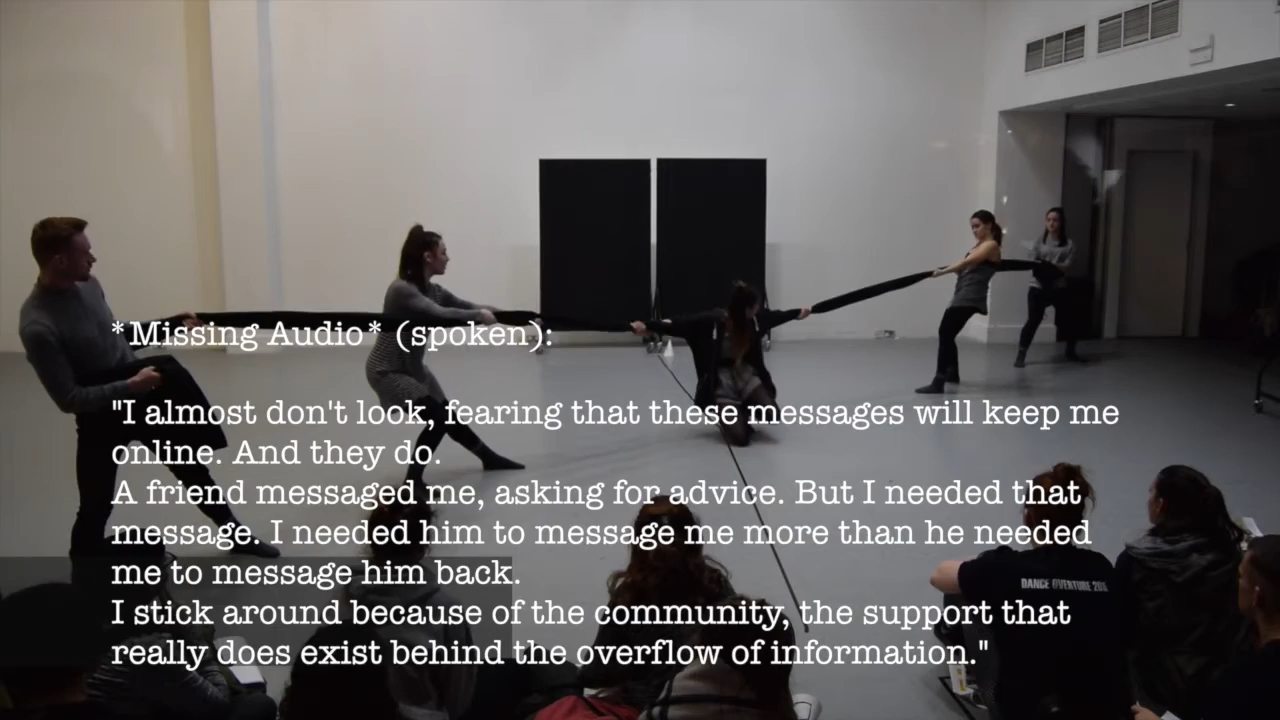 *Missing Audio* (spoken):
"I almost don't look, fearing that these messages will keep me
online. And they do.
A friend messaged me, asking for advice. But I needed that
message. I needed him to message me more than he needed
me to message him back.
I stick around because of the community, the support that
really does exist behind the overflow of information."
DANCE OVERTURE